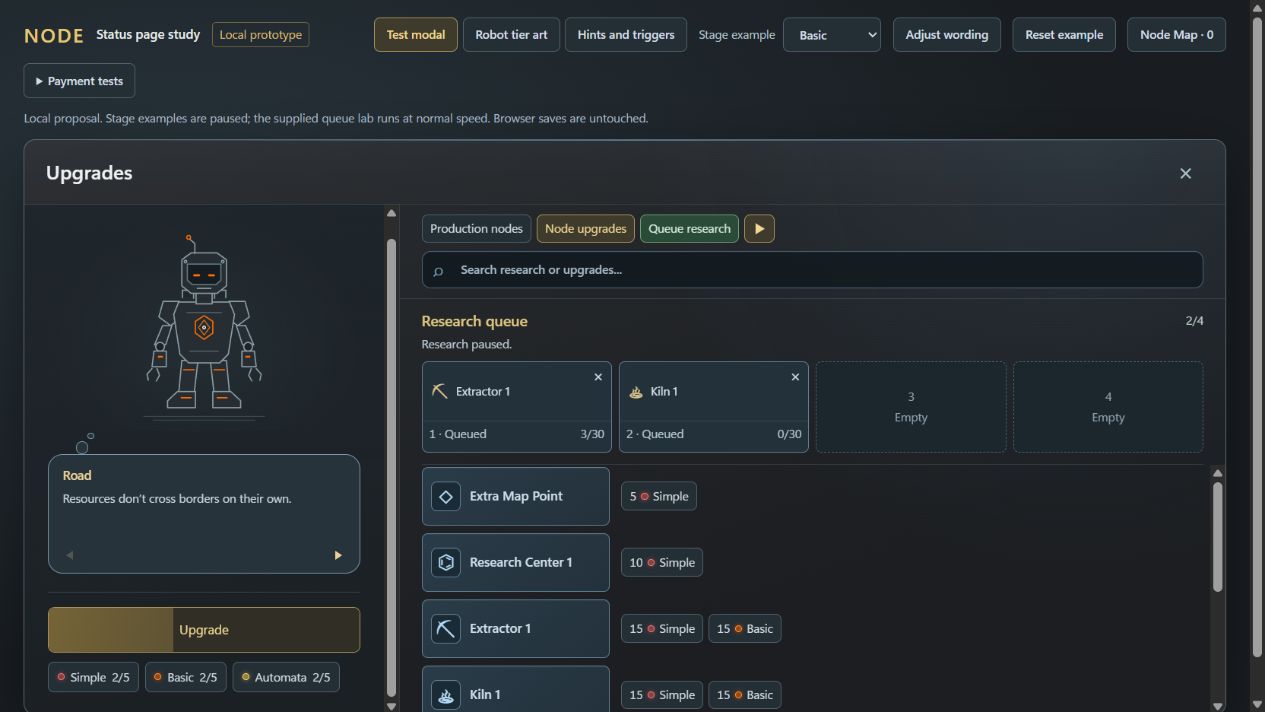 NODE Status page study Local prototype Test modal Robot tier art Hints and triggers Stage example Basic Adjust wording Reset example Node Map · 0
Payment tests
Local proposal. Stage examples are paused; the supplied queue lab runs at normal speed. Browser saves are untouched.
Upgrades
Road
Resources don't cross borders on their own.
Upgrade
Simple 2/5 Basic 2/5 Automata 2/5
Production nodes Node upgrades Queue research
Search research or upgrades...
Research queue 2/4
Research paused.
Extractor 1
1 · Queued 3/30
Kiln 1
2 · Queued 0/30
3
Empty
4
Empty
Extra Map Point 5 Simple
Research Center 1 10 Simple
Extractor 1 15 Simple 15 Basic
Kiln 1 15 Simple 15 Basic